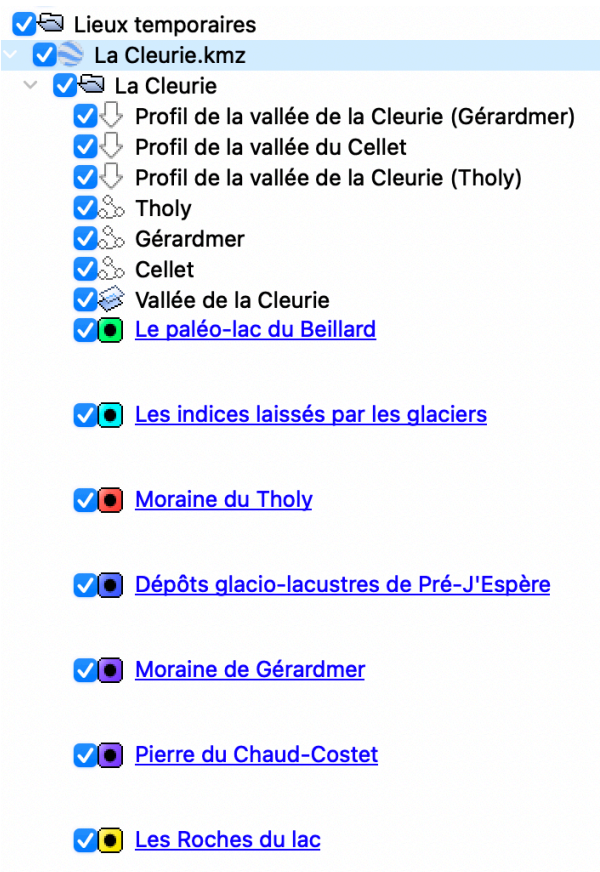 Lieux temporaires
La Cleurie.kmz
La Cleurie
Profil de la vallée de la Cleurie (Gérardmer)
Profil de la vallée du Cellet
Profil de la vallée de la Cleurie (Tholy)
Tholy
Gérardmer
Cellet
Vallée de la Cleurie
Le paléo-lac du Beillard
Les indices laissés par les glaciers
Moraine du Tholy
Dépôts glacio-lacustres de Pré-J'Espère
Moraine de Gérardmer
Pierre du Chaud-Costet
Les Roches du lac